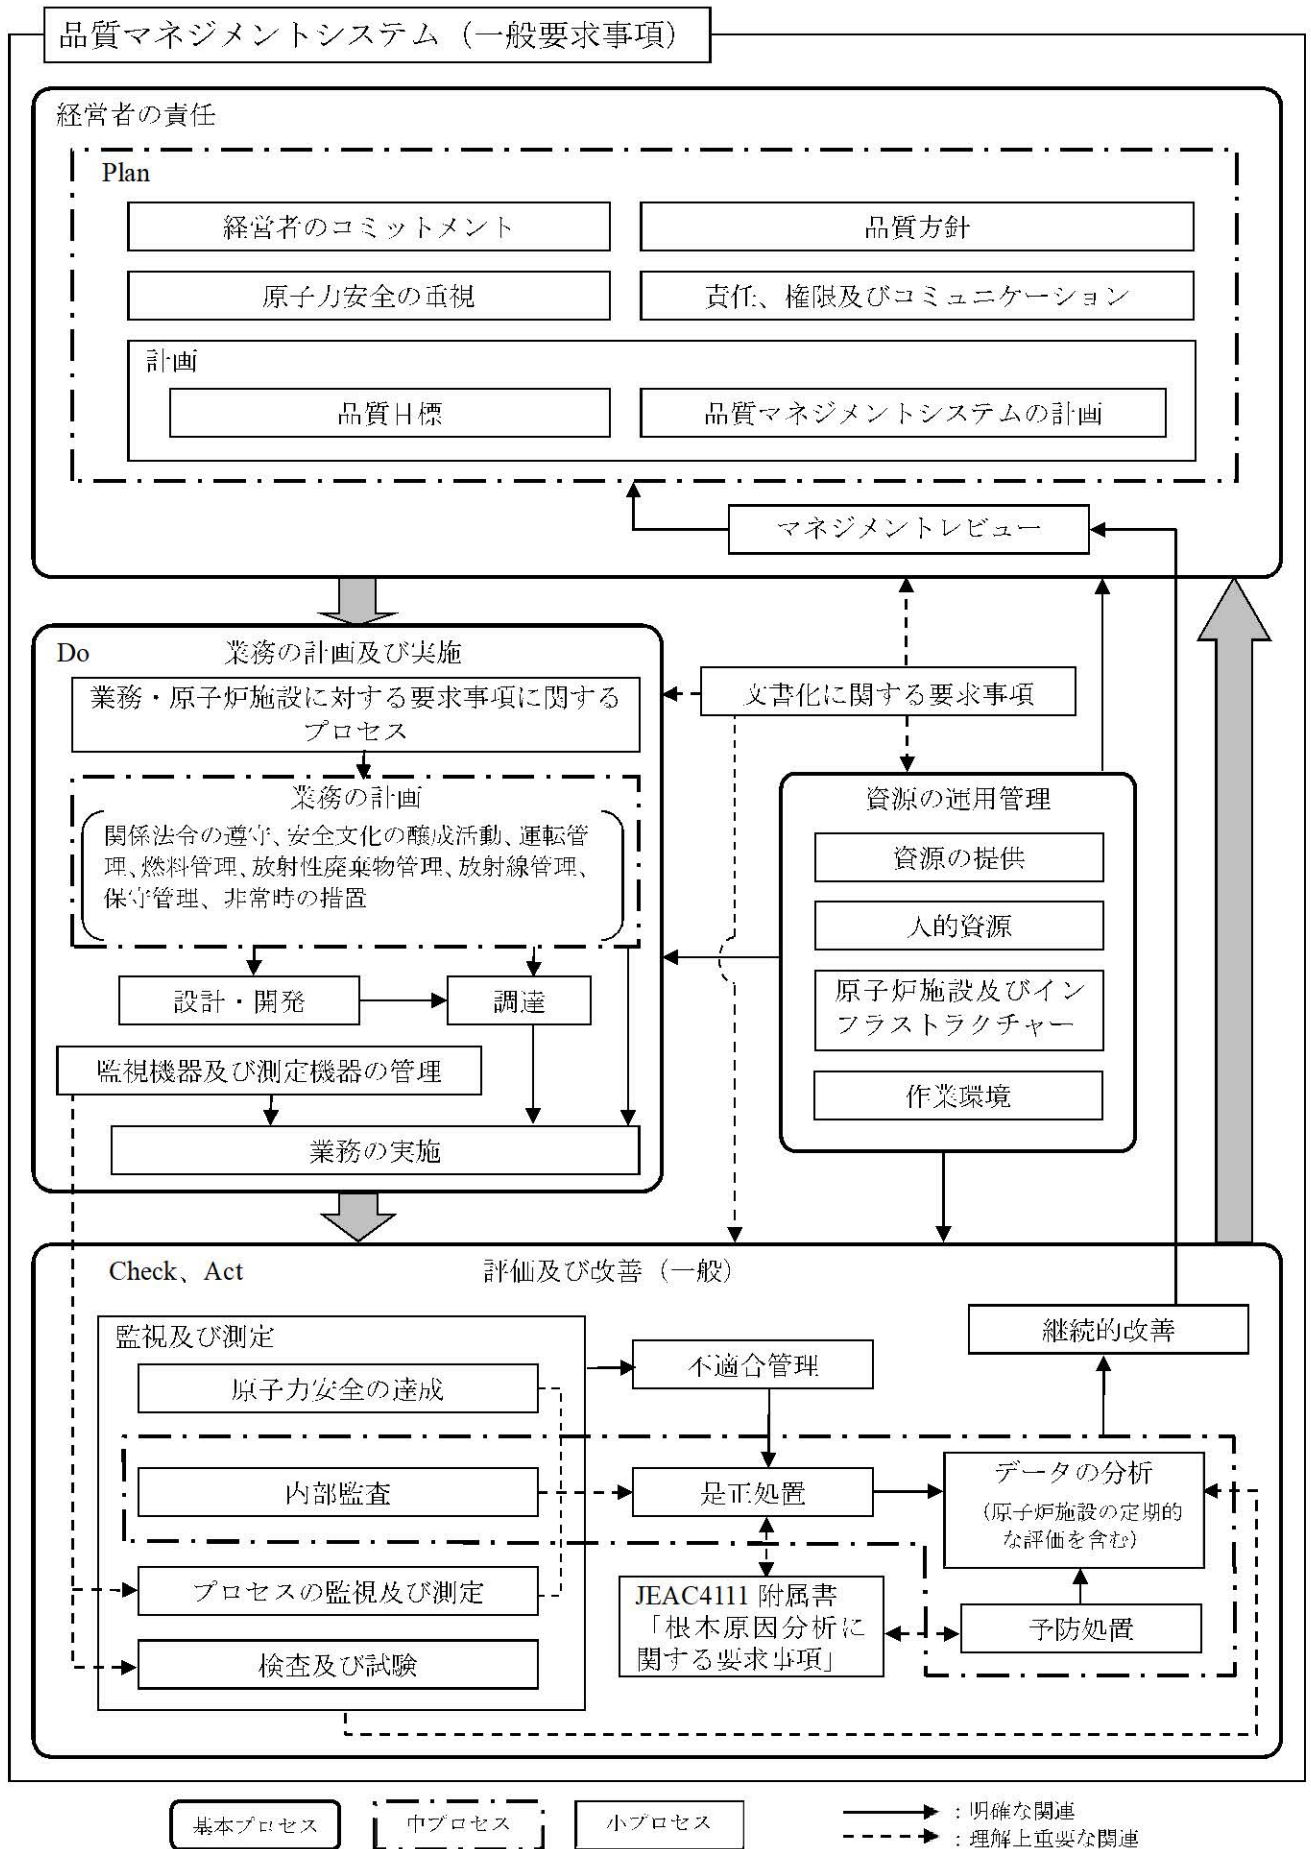 品質マネジメントシステム（一般要求事項）
経営者の責任
Plan
経営者のコミットメント
品質方針
原子力安全の重視
責任、権限及びコミュニケーション
計画
品質目標
品質マネジメントシステムの計画
マネジメントレビュー
Do
業務の計画及び実施
業務・原子炉施設に対する要求事項に関する
プロセス
文書化に関する要求事項
業務の計画
関係法令の遵守、安全文化の醸成活動、運転管
理、燃料管理、放射性廃棄物管理、放射線管理、
保守管理、非常時の措置
設計・開発
調達
監視機器及び測定機器の管理
業務の実施
資源の運用管理
資源の提供
人的資源
原子炉施設及びイン
フラストラクチャー
作業環境
Check、Act
評価及び改善（一般）
監視及び測定
原子力安全の達成
内部監査
プロセスの監視及び測定
検査及び試験
不適合管理
是正処置
JEAC4111 附属書
「根本原因分析に
関する要求事項」
継続的改善
データの分析
（原子炉施設の定期的
な評価を含む）
予防処置
基本プロセス
中プロセス
小プロセス
：明確な関連
：理解上重要な関連